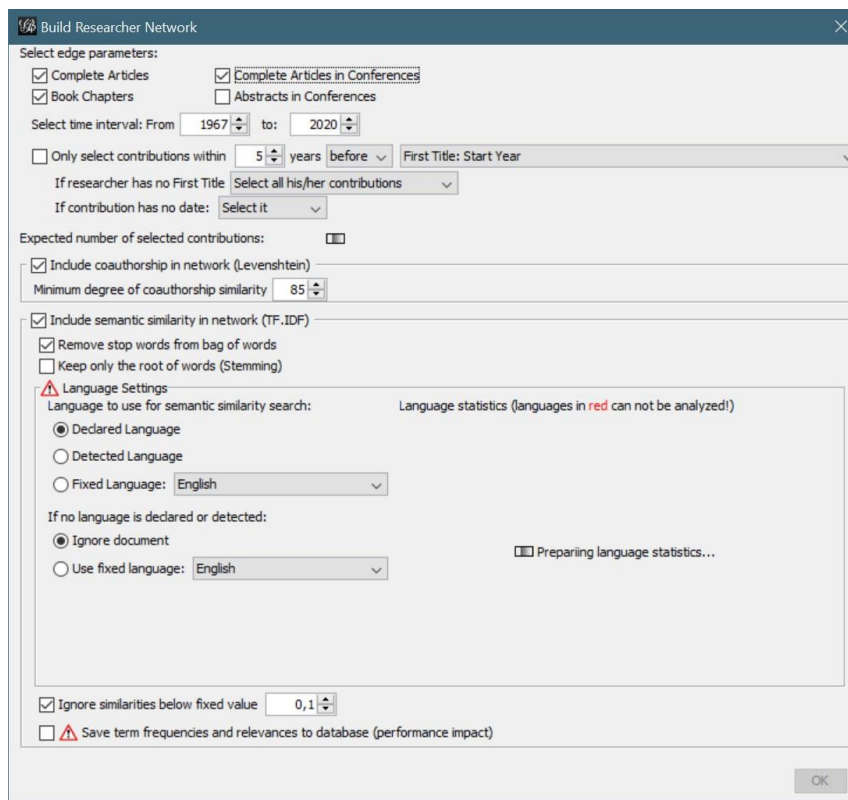 Build Researcher Network
Select edge parameters:
Complete Articles Complete Articles in Conferences
Book Chapters Abstracts in Conferences
Select time interval: From 1967 to: 2020
Only select contributions within 5 years before First Title: Start Year
If researcher has no First Title Select all his/her contributions
If contribution has no date: Select it
Expected number of selected contributions:
Include coauthorship in network (Levenshtein)
Minimum degree of coauthorship similarity 85
Include semantic similarity in network (TF.IDF)
Remove stop words from bag of words
Keep only the root of words (Stemming)
Language Settings
Language to use for semantic similarity search: Language statistics (languages in red can not be analyzed!)
Declared Language
Detected Language
Fixed Language: English
If no language is declared or detected:
Ignore document
Prepariing language statistics...
Use fixed language: English
Ignore similarities below fixed value 0,1
Save term frequencies and relevances to database (performance impact)
OK